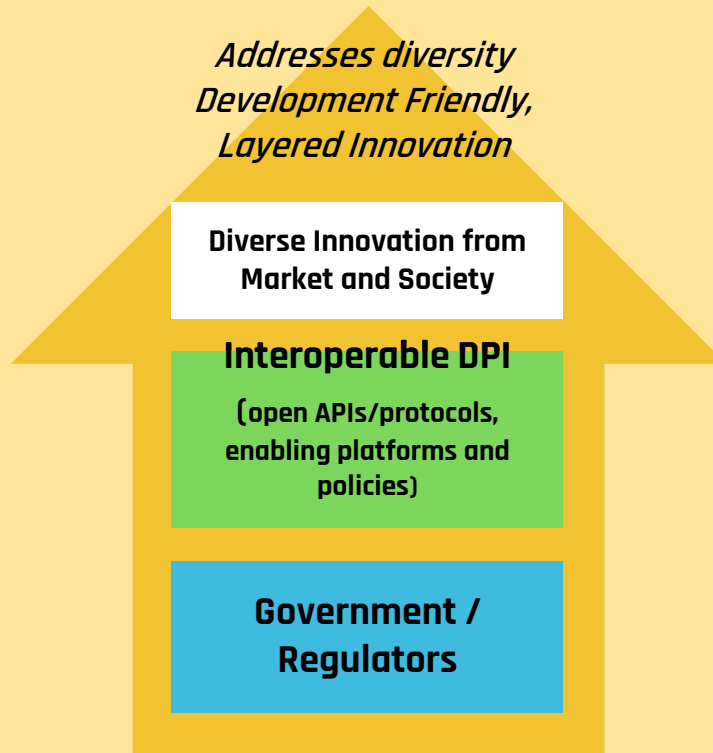 Addresses diversity
Development Friendly,
Layered Innovation
Diverse Innovation from
Market and Society
Interoperable DPI
(open APIs/protocols,
enabling platforms and
policies)
Government /
Regulators